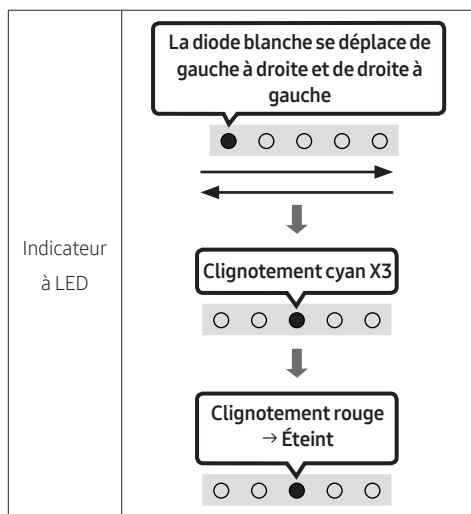 La diode blanche se déplace de
gauche à droite et de droite à
gauche
Indicateur
à LED
Clignotement cyan X3
Clignotement rouge
→ Éteint